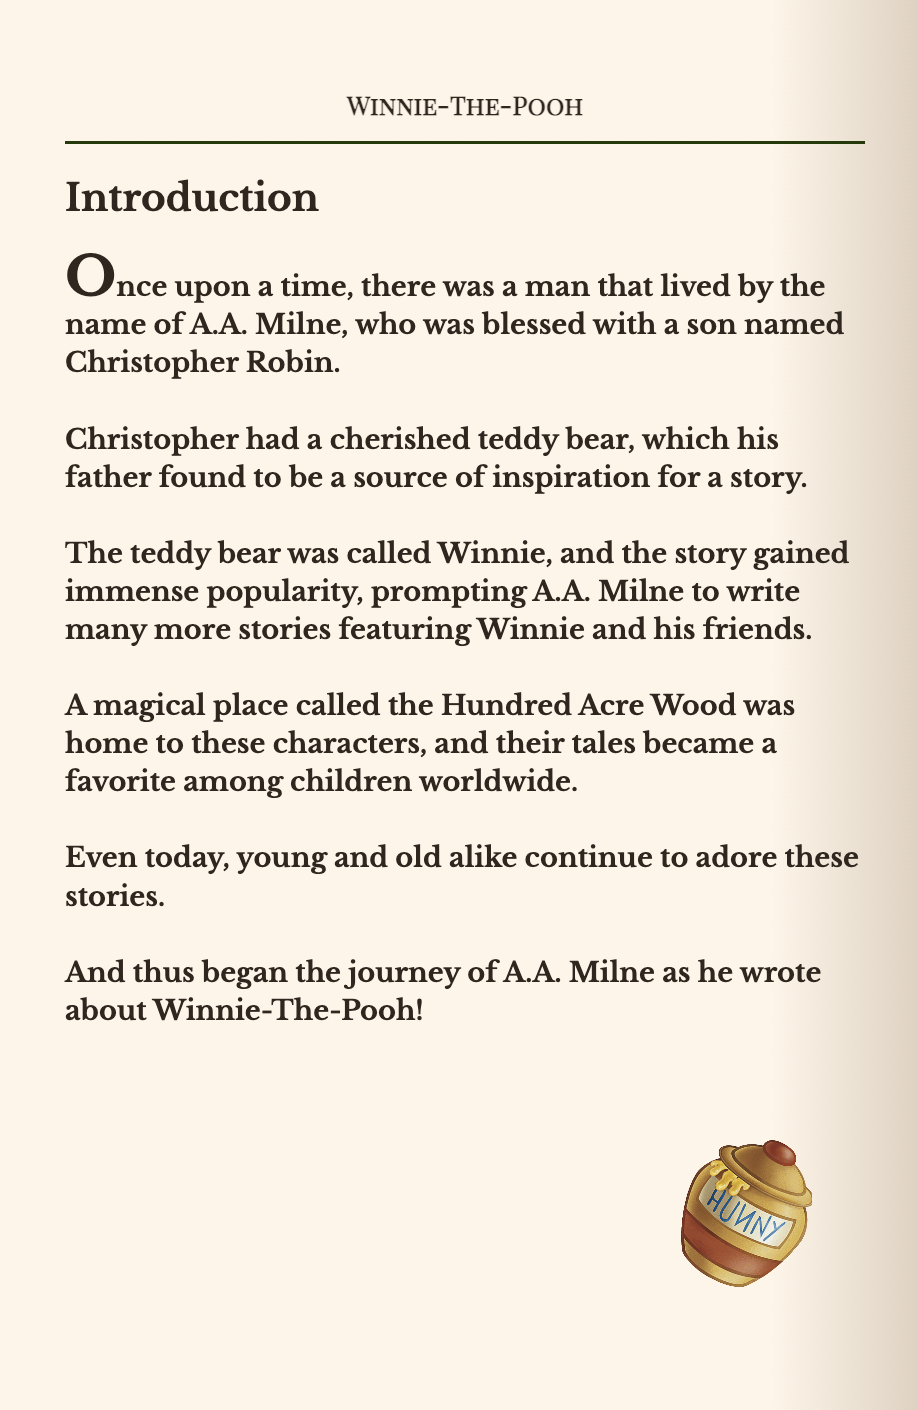 Winnie-The-Pooh
Introduction
Once upon a time, there was a man that lived by the
name of A.A. Milne, who was blessed with a son named
Christopher Robin.
Christopher had a cherished teddy bear, which his
father found to be a source of inspiration for a story.
The teddy bear was called Winnie, and the story gained
immense popularity, prompting A.A. Milne to write
many more stories featuring Winnie and his friends.
A magical place called the Hundred Acre Wood was
home to these characters, and their tales became a
favorite among children worldwide.
Even today, young and old alike continue to adore these
stories.
And thus began the journey of A.A. Milne as he wrote
about Winnie-The-Pooh!
HUNNY